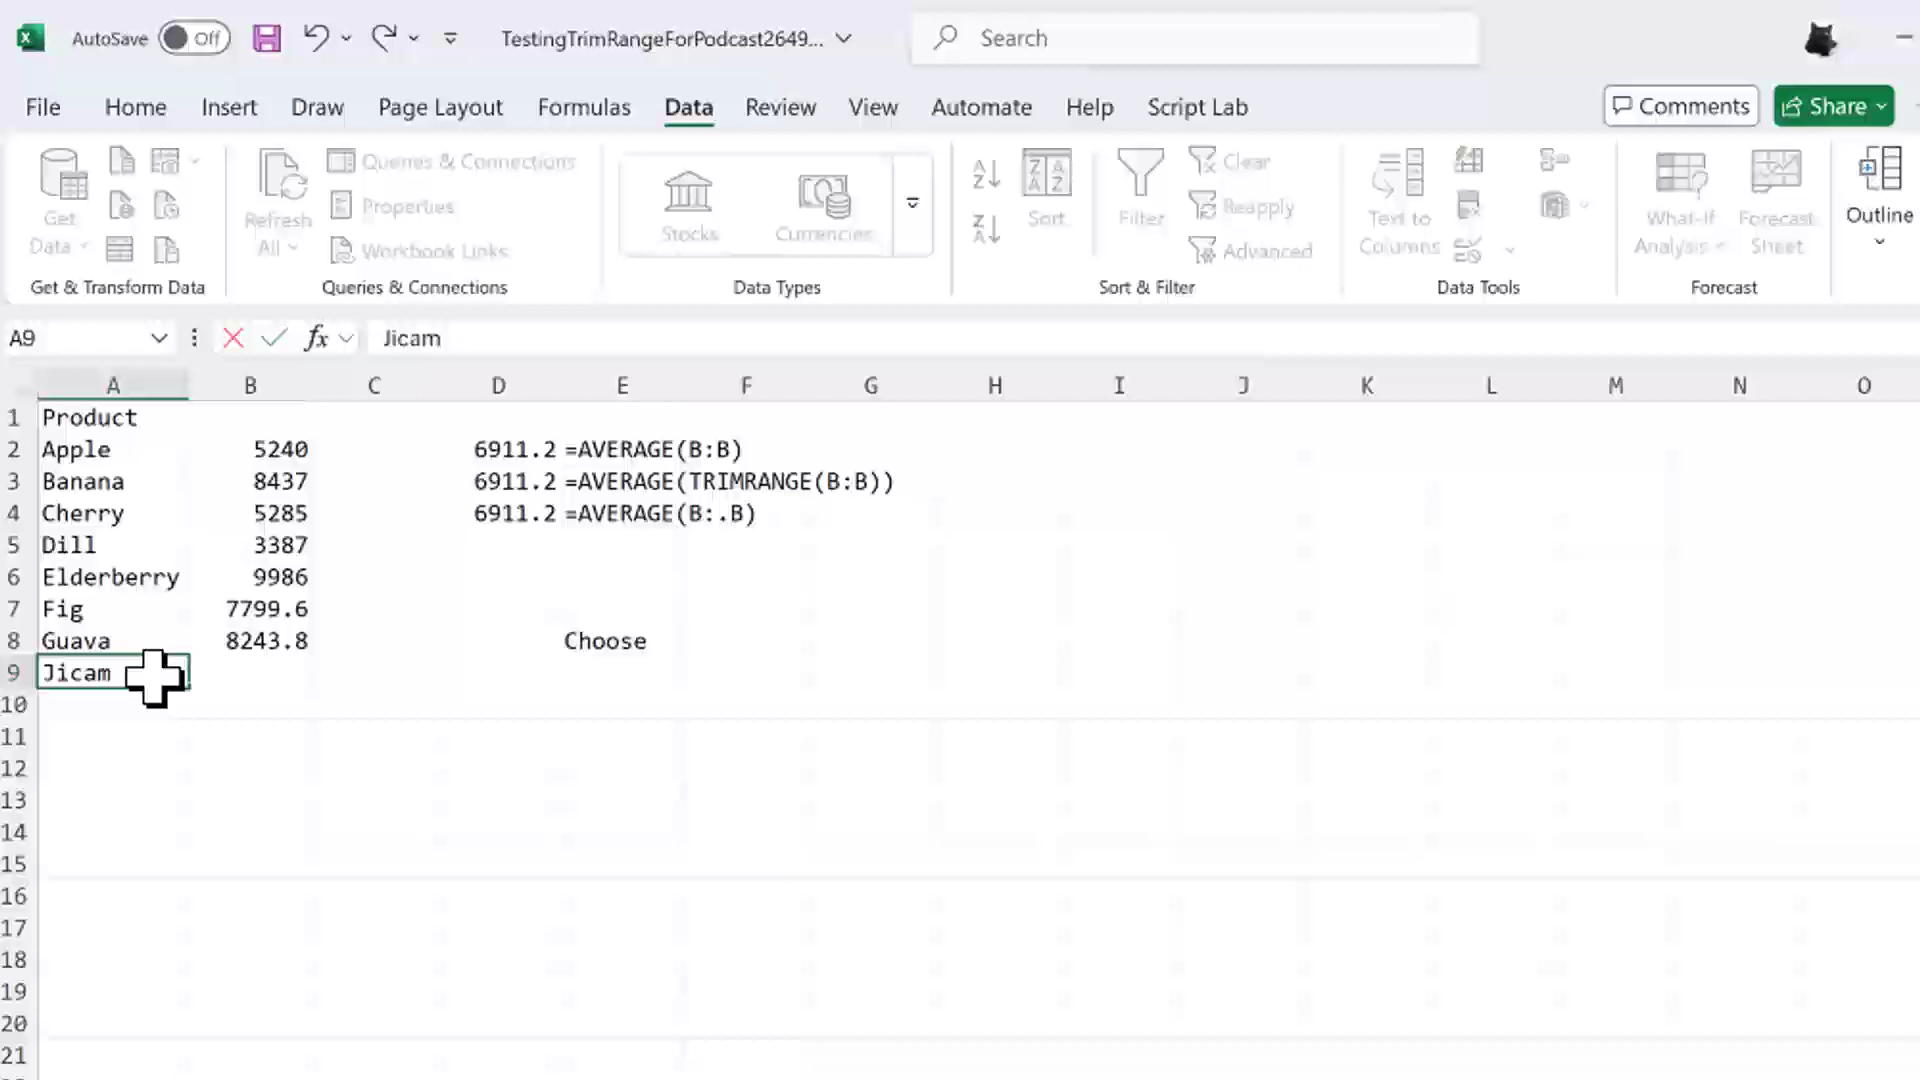 AutoSave Off TestingTrimRangeForPodcast2649... Search
File Home Insert Draw Page Layout Formulas Data Review View Automate Help Script Lab Comments Share
Get Data
Refresh All
Queries & Connections
Properties
Workbook Links
Stocks Currencies
Sort
Filter
Clear
Reapply
Advanced
Text to Columns
What-If Analysis
Forecast Sheet
Outline
Get & Transform Data Queries & Connections Data Types Sort & Filter Data Tools Forecast
A9 fx Jicam
A B C D E F G H I J K L M N O
1 Product
2 Apple 5240 6911.2 =AVERAGE(B:B)
3 Banana 8437 6911.2 =AVERAGE(TRIMRANGE(B:B))
4 Cherry 5285 6911.2 =AVERAGE(B:.B)
5 Dill 3387
6 Elderberry 9986
7 Fig 7799.6
8 Guava 8243.8 Choose
9 Jicam
10
11
12
13
14
15
16
17
18
19
20
21